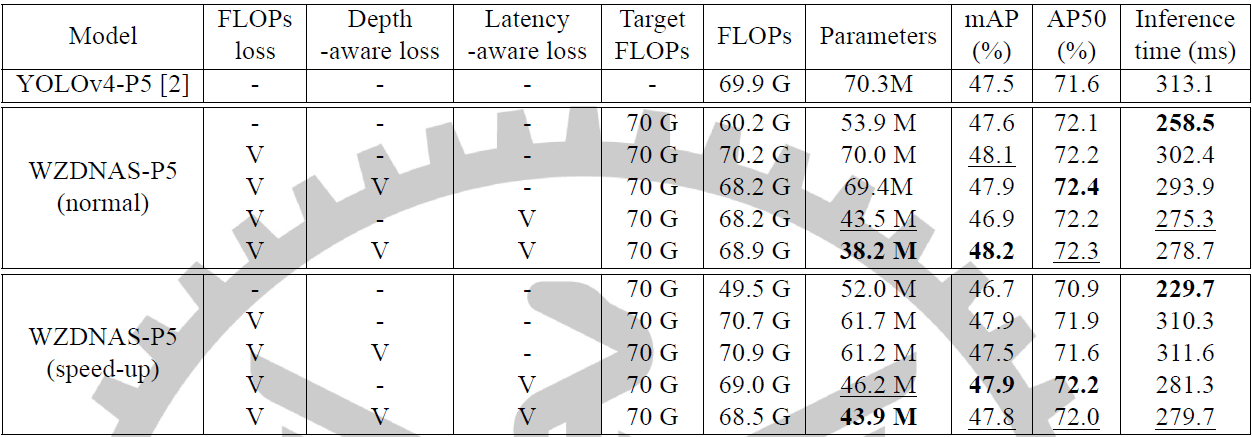 Model FLOPs loss Depth -aware loss Latency -aware loss Target FLOPs FLOPs Parameters mAP (%) AP50 (%) Inference time (ms)
YOLOv4-P5 [2] - - - - 69.9 G 70.3M 47.5 71.6 313.1
WZDNAS-P5 (normal)
- - - 70 G 60.2 G 53.9 M 47.6 72.1 258.5
V - - 70 G 70.2 G 70.0 M 48.1 72.2 302.4
V V - 70 G 68.2 G 69.4M 47.9 72.4 293.9
V - V 70 G 68.2 G 43.5 M 46.9 72.2 275.3
V V V 70 G 68.9 G 38.2 M 48.2 72.3 278.7
WZDNAS-P5 (speed-up)
- - - 70 G 49.5 G 52.0 M 46.7 70.9 229.7
V - - 70 G 70.7 G 61.7 M 47.9 71.9 310.3
V V - 70 G 70.9 G 61.2 M 47.5 71.6 311.6
V - V 70 G 69.0 G 46.2 M 47.9 72.2 281.3
V V V 70 G 68.5 G 43.9 M 47.8 72.0 279.7